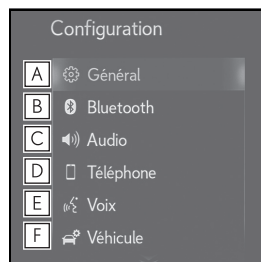 Configuration
A Général
B Bluetooth
C Audio
D Téléphone
E Voix
F Véhicule